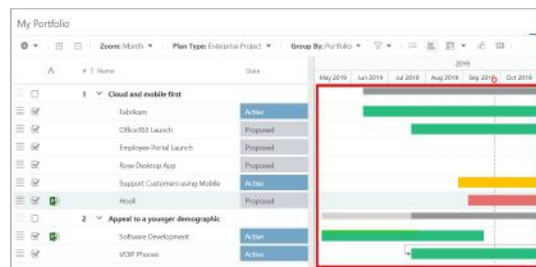 My Portfolio
Zoom: Month Plan Type: Enterprise Project Group By: Portfolio
2019
# Name State May 2019 Jun 2019 Jul 2019 Aug 2019 Sep 2019 Oct 2019
1 Cloud and mobile first
Fabrikam Active
Office365 Launch Proposed
Employee Portal Launch Proposed
Rose Desktop App Proposed
Support Customers using Mobile Active
Hooli Proposed
2 Appeal to a younger demographic
Software Development Active
VOIP Phones Active